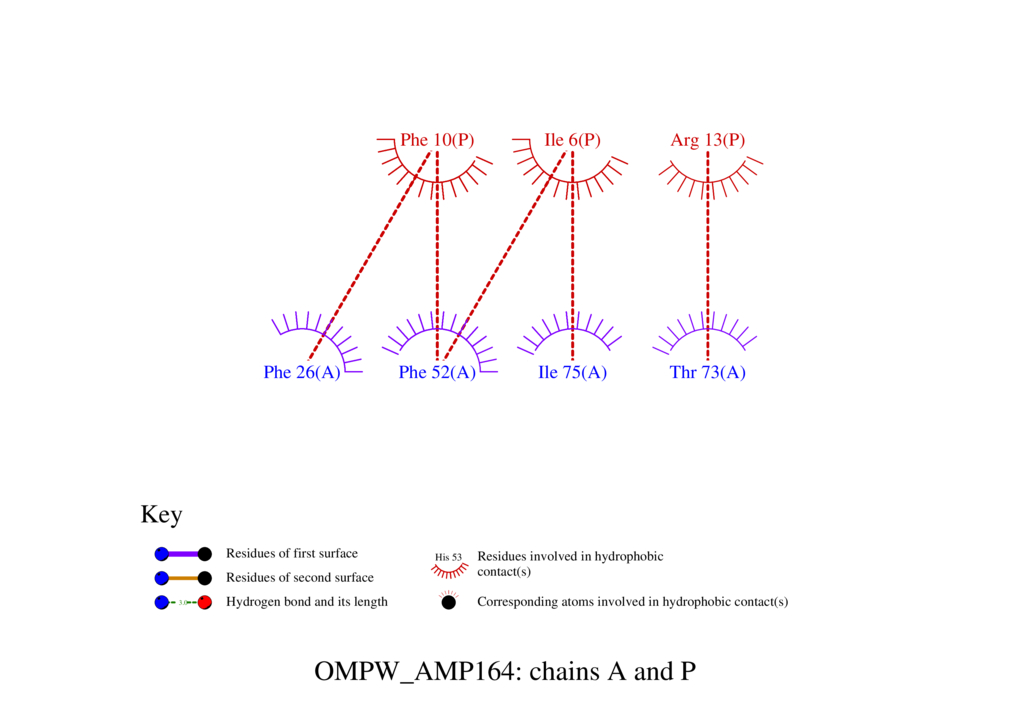 Phe 10(P) Ile 6(P) Arg 13(P)
Phe 26(A) Phe 52(A) Ile 75(A) Thr 73(A)
Key
Residues of first surface
Residues of second surface
3.0
Hydrogen bond and its length
His 53
Residues involved in hydrophobic
contact(s)
Corresponding atoms involved in hydrophobic contact(s)
OMPW_AMP164: chains A and P